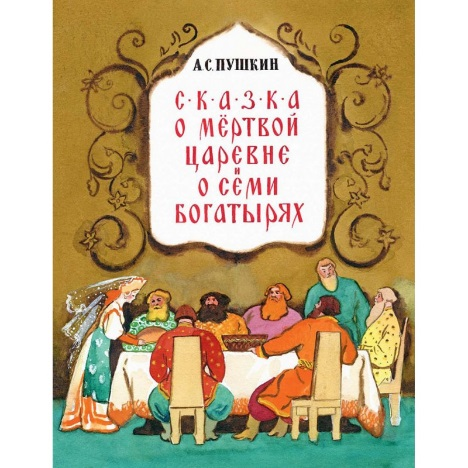 А.С.ПУШКИН
С·К·А·З·К·А
О МЁРТВОЙ
ЦАРЕВНЕ
И
О СЕМИ
БОГАТЫРЯХ